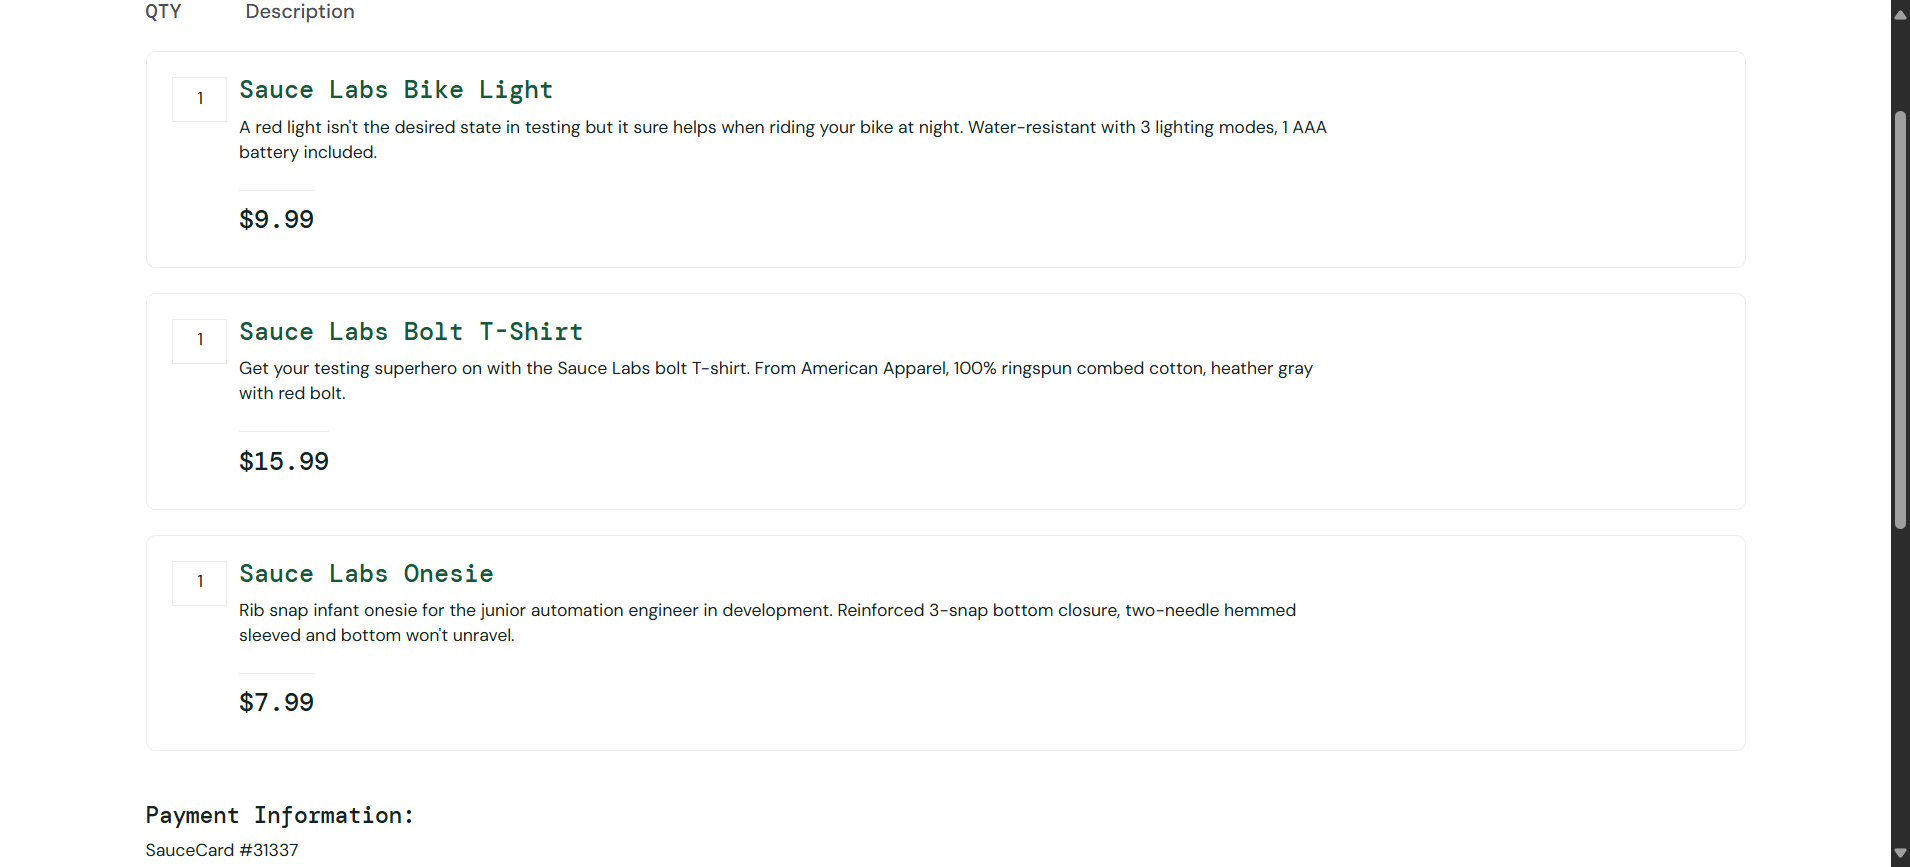 QTY Description
1 Sauce Labs Bike Light
A red light isn't the desired state in testing but it sure helps when riding your bike at night. Water-resistant with 3 lighting modes, 1 AAA
battery included.
$9.99
1 Sauce Labs Bolt T-Shirt
Get your testing superhero on with the Sauce Labs bolt T-shirt. From American Apparel, 100% ringspun combed cotton, heather gray
with red bolt.
$15.99
1 Sauce Labs Onesie
Rib snap infant onesie for the junior automation engineer in development. Reinforced 3-snap bottom closure, two-needle hemmed
sleeved and bottom won't unravel.
$7.99
Payment Information:
SauceCard #31337